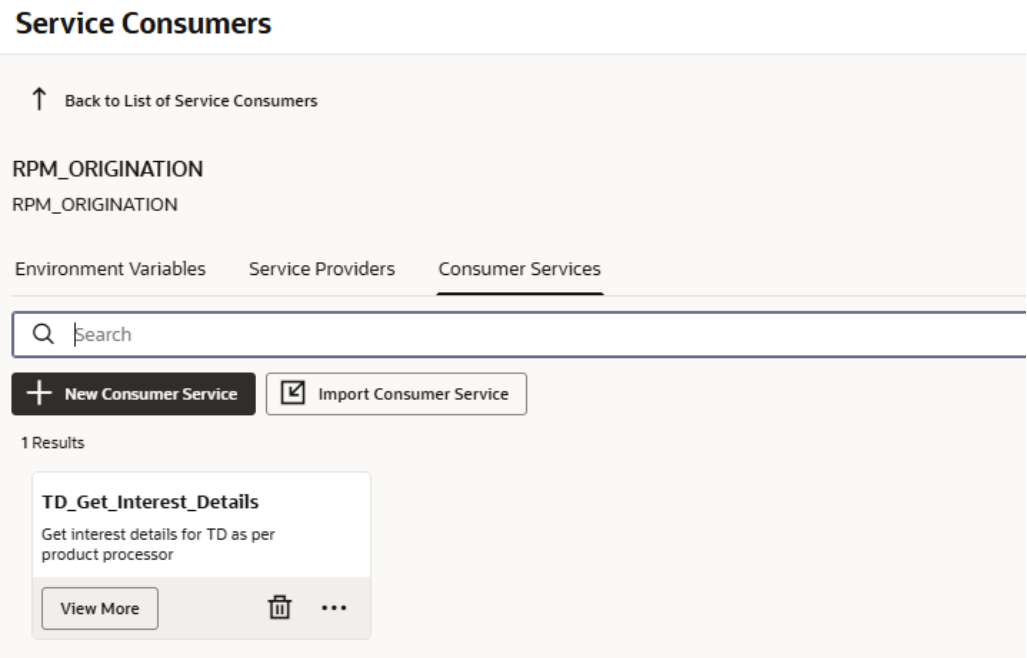 Service Consumers
Back to List of Service Consumers
RPM_ORIGINATION
RPM_ORIGINATION
Environment Variables Service Providers Consumer Services
Search
New Consumer Service Import Consumer Service
1 Results
TD_Get_Interest_Details
Get interest details for TD as per
product processor
View More